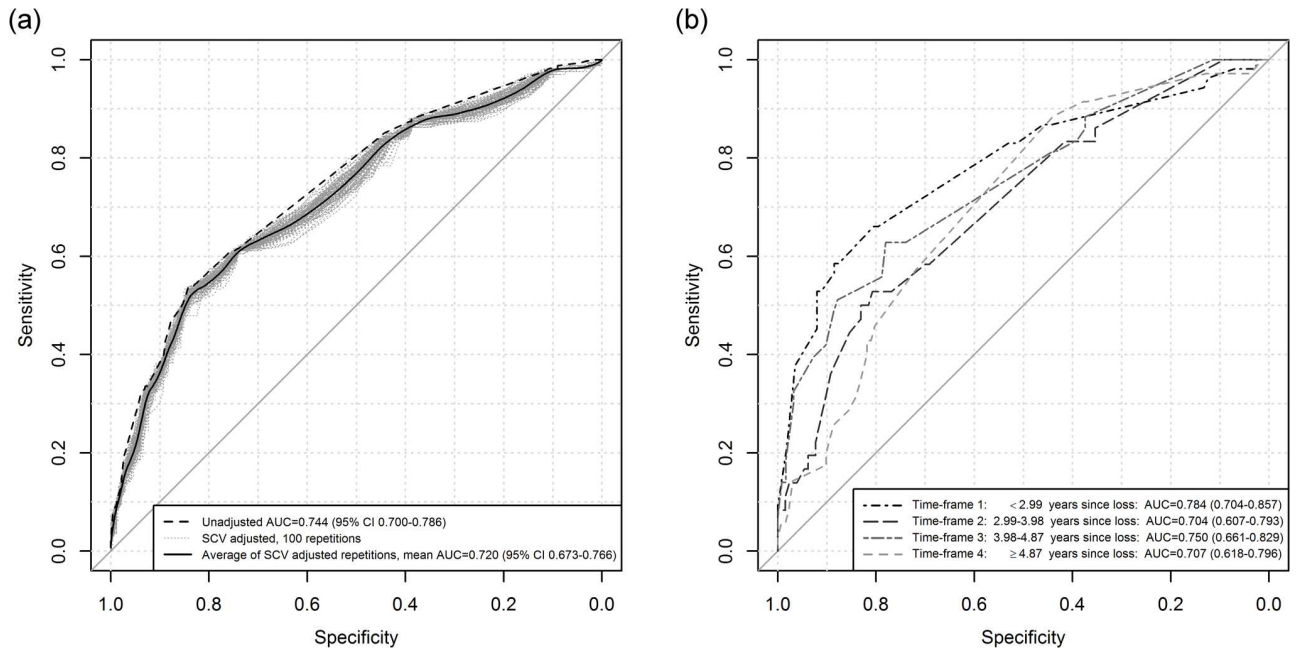 (a)
Sensitivity
1.0
0.8
0.6
0.4
0.2
0.0
Unadjusted AUC=0.744 (95% CI 0.700-0.786)
SCV adjusted, 100 repetitions
Average of SCV adjusted repetitions, mean AUC=0.720 (95% CI 0.673-0.766)
1.0 0.8 0.6 0.4 0.2 0.0
Specificity
(b)
Sensitivity
1.0
0.8
0.6
0.4
0.2
0.0
Time-frame 1: <2.99 years since loss: AUC=0.784 (0.704-0.857)
Time-frame 2: 2.99-3.98 years since loss: AUC=0.704 (0.607-0.793)
Time-frame 3: 3.98-4.87 years since loss: AUC=0.750 (0.661-0.829)
Time-frame 4: ≥4.87 years since loss: AUC=0.707 (0.618-0.796)
1.0 0.8 0.6 0.4 0.2 0.0
Specificity